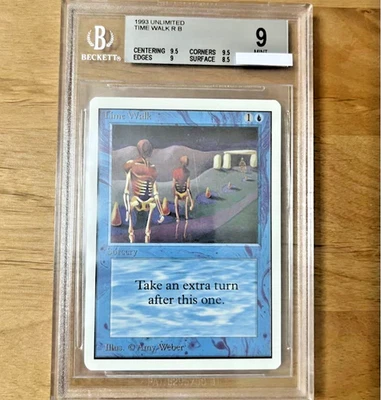 1993 UNLIMITED
TIME WALK R B
BECKETT®
CENTERING 9.5 CORNERS 9.5
EDGES 9 SURFACE 8.5
9
MINT
Time Walk 1
Sorcery
Take an extra turn
after this one.
Illus. © Amy Weber